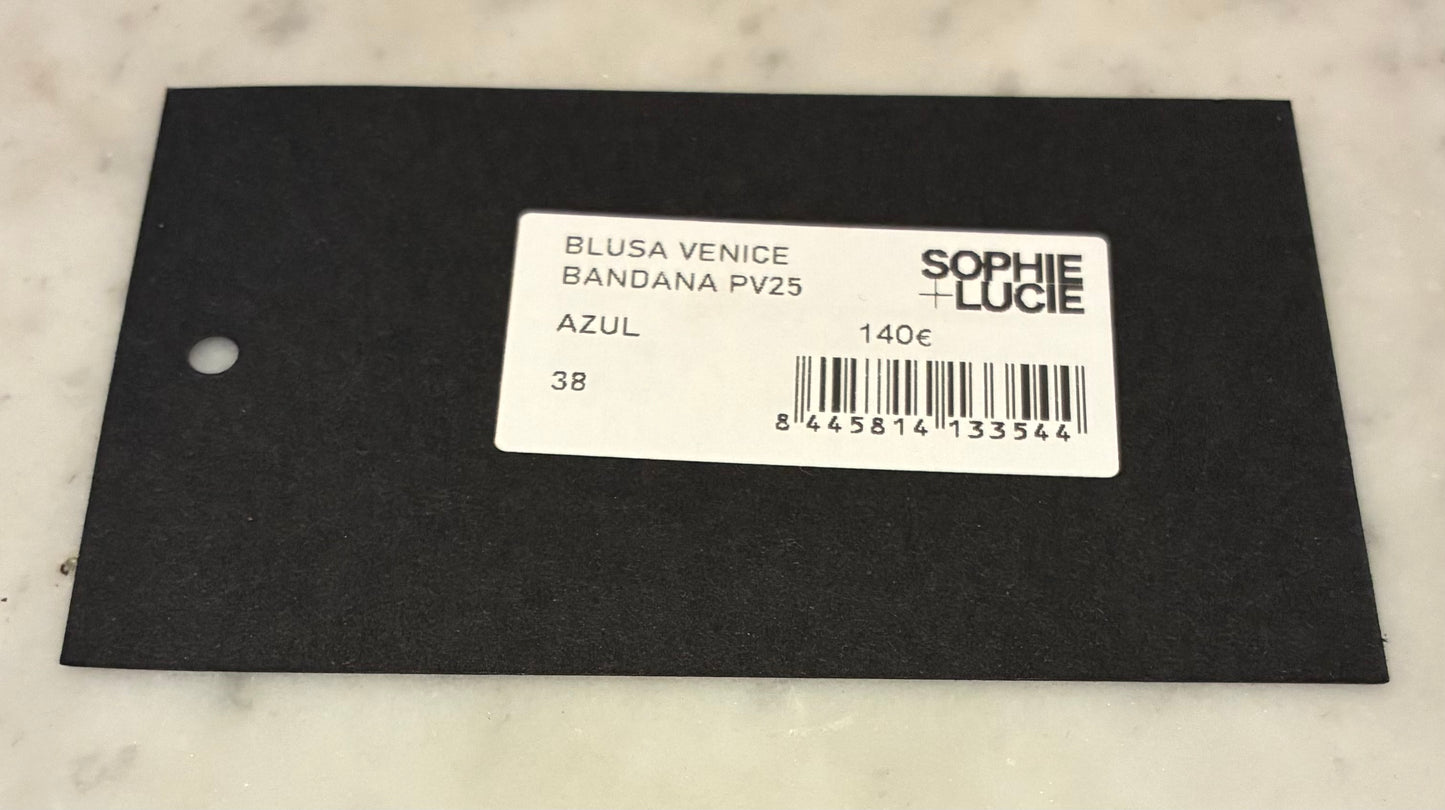 BLUSA VENICE
BANDANA PV25
SOPHIE
+LUCIE
AZUL
140€
38
8 445814 133544